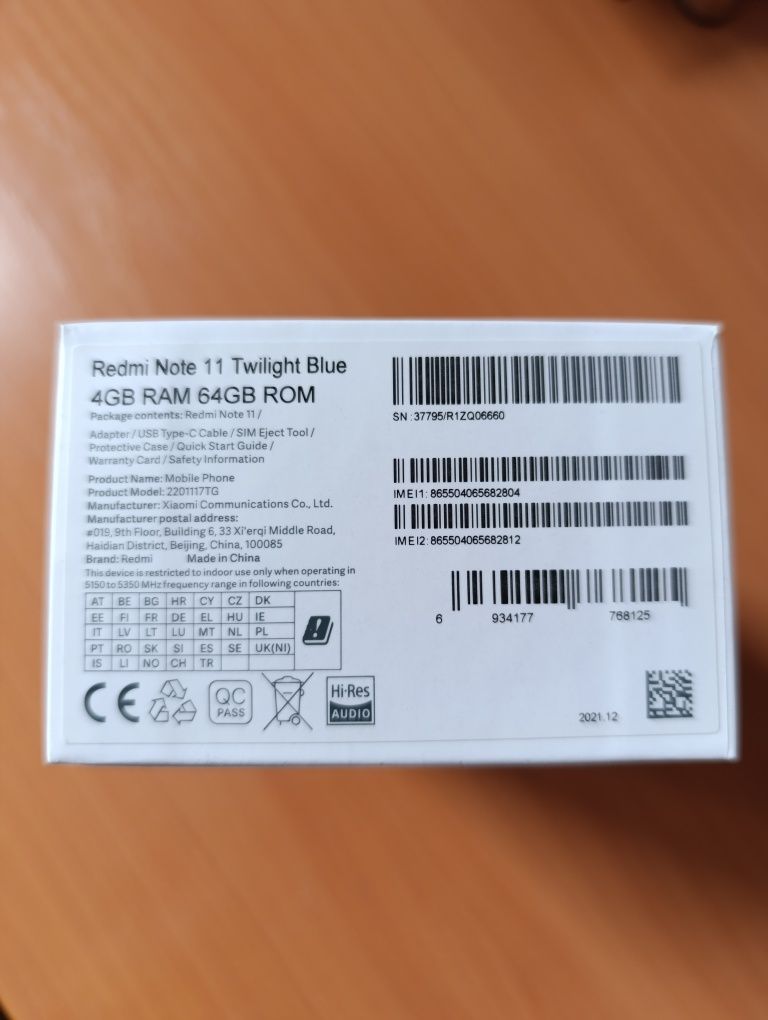 Redmi Note 11 Twilight Blue
4GB RAM 64GB ROM
Package contents: Redmi Note 11 /
Adapter / USB Type-C Cable / SIM Eject Tool /
Protective Case / Quick Start Guide /
Warranty Card / Safety Information
Product Name: Mobile Phone
Product Model: 2201117TG
Manufacturer: Xiaomi Communications Co., Ltd.
Manufacturer postal address:
#019, 9th Floor, Building 6, 33 Xi'erqi Middle Road,
Haidian District, Beijing, China, 100085
Brand: Redmi Made in China
This device is restricted to indoor use only when operating in
5150 to 5350 MHz frequency range in following countries:
AT BE BG HR CY CZ DK
EE FI FR DE EL HU IE
IT LV LT LU MT NL PL
PT RO SK SI ES SE UK(NI)
IS LI NO CH TR
CE
QC
PASS
Hi-Res
AUDIO
SN :37795/R1ZQ06660
IMEI1: 865504065682804
IMEI2: 865504065682812
6 934177 768125
2021.12